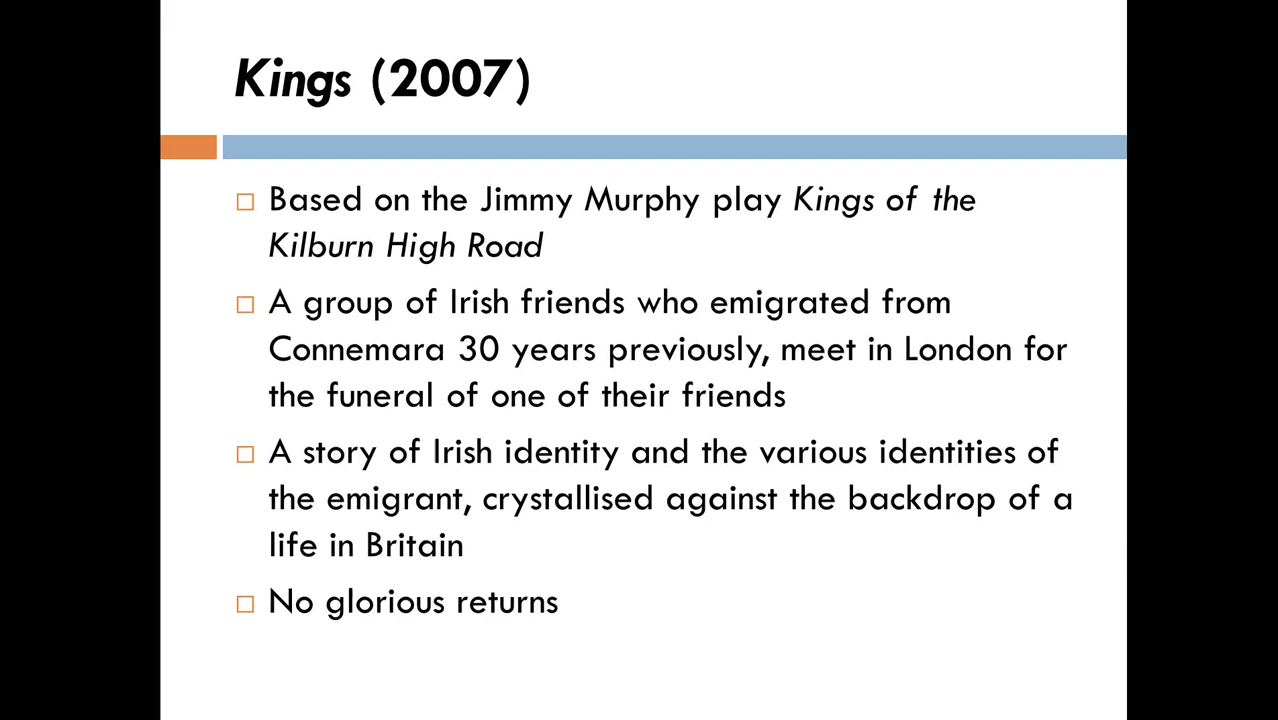 Kings (2007)
Based on the Jimmy Murphy play Kings of the
Kilburn High Road
A group of Irish friends who emigrated from
Connemara 30 years previously, meet in London for
the funeral of one of their friends
A story of Irish identity and the various identities of
the emigrant, crystallised against the backdrop of a
life in Britain
No glorious returns